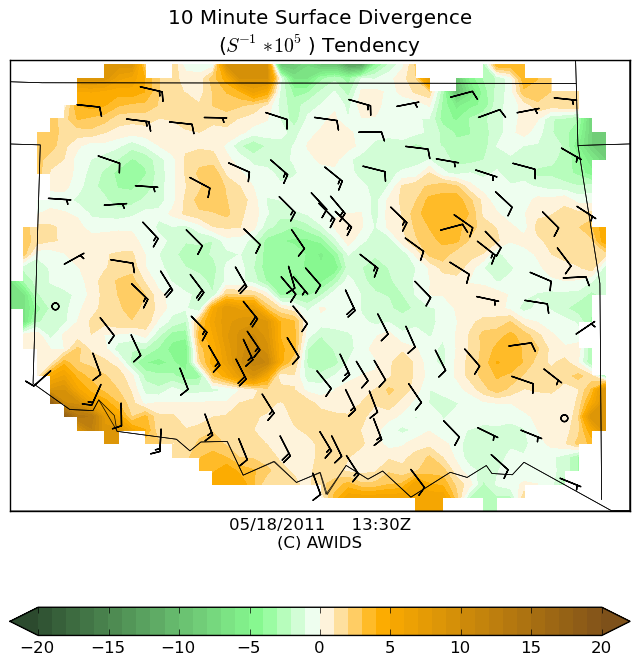 10 Minute Surface Divergence
(S⁻¹ ∗ 10⁵ ) Tendency
05/18/2011 13:30Z
(C) AWIDS
−20 −15 −10 −5 0 5 10 15 20